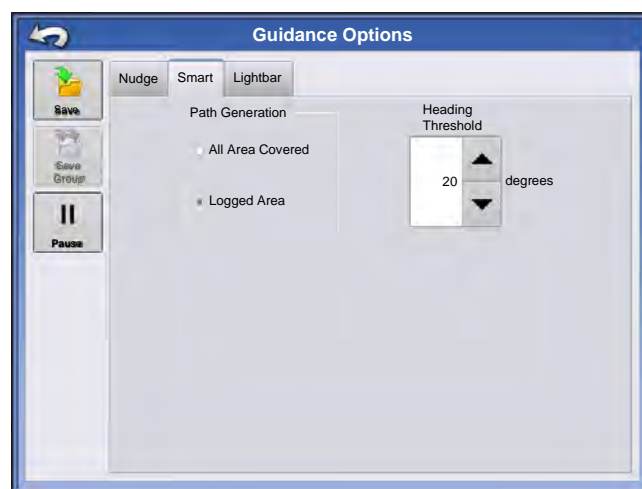 Guidance Options
Save
Save
Group
Pause
Nudge
Smart
Lightbar
Path Generation
All Area Covered
Logged Area
Heading
Threshold
20
degrees